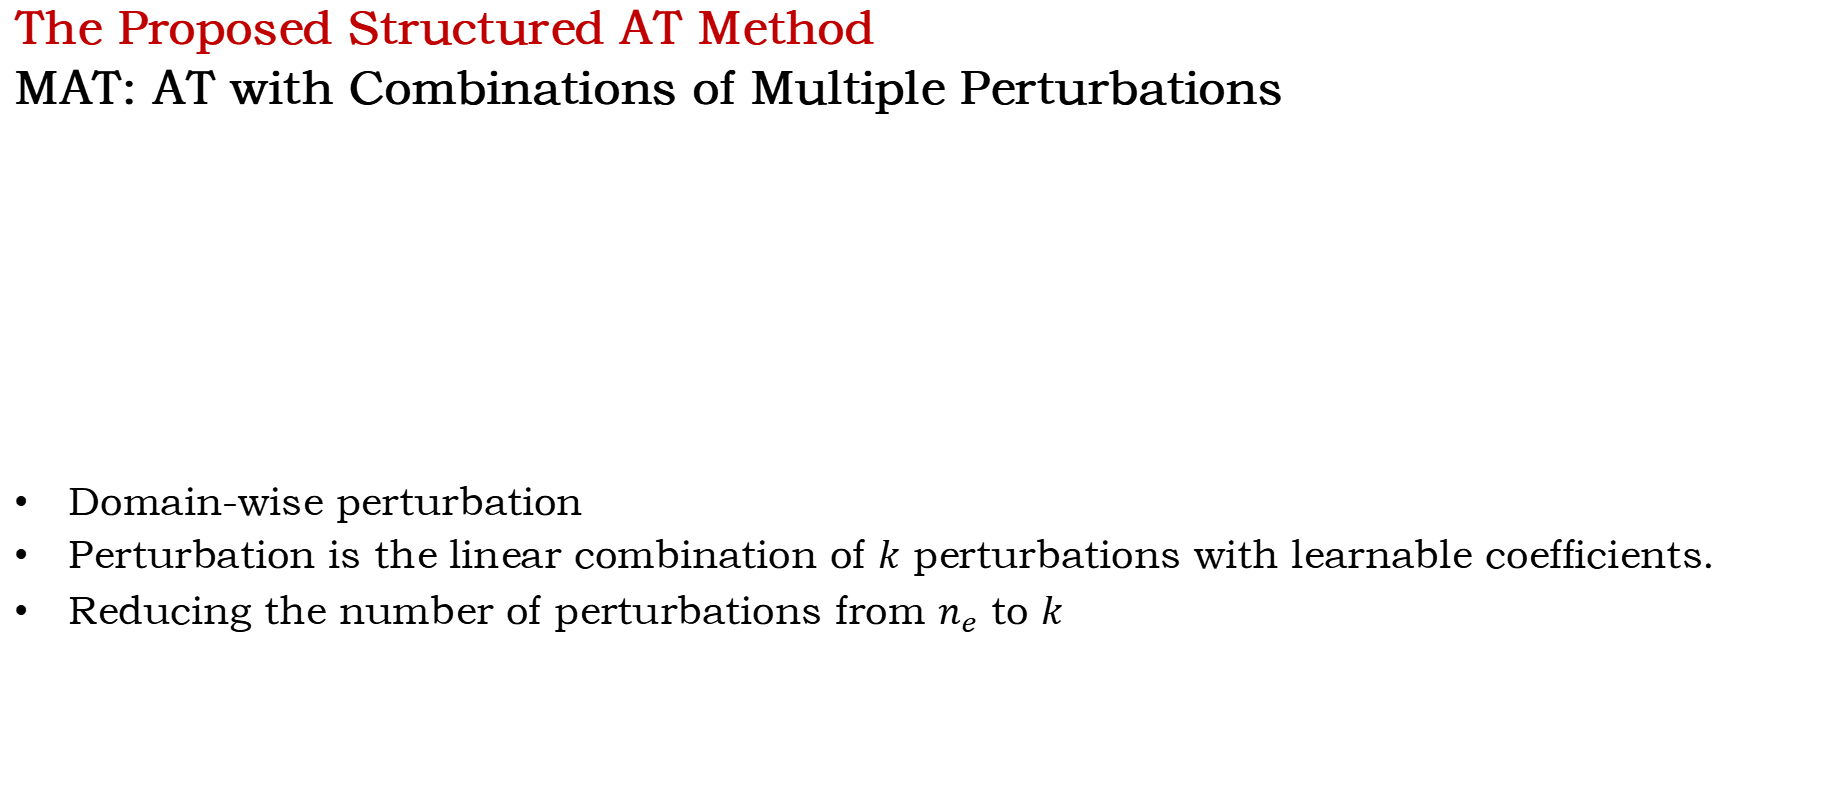 The Proposed Structured AT Method
MAT: AT with Combinations of Multiple Perturbations
• Domain-wise perturbation
• Perturbation is the linear combination of k perturbations with learnable coefficients.
• Reducing the number of perturbations from nₑ to k